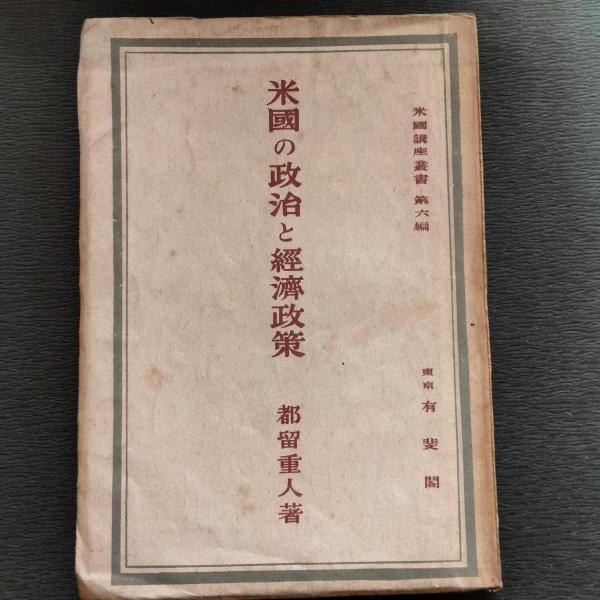 米國講座叢書 第六編
米國の政治と經濟政策
都留重人著
東京 有斐閣